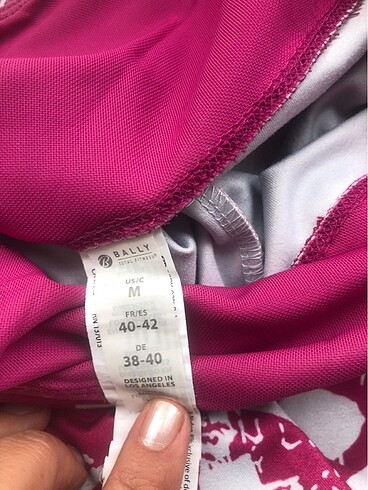 BALLY
TOTAL FITNESS®
US/C
M
FR/ES
40-42
DE
38-40
DESIGNED IN
LOS ANGELES